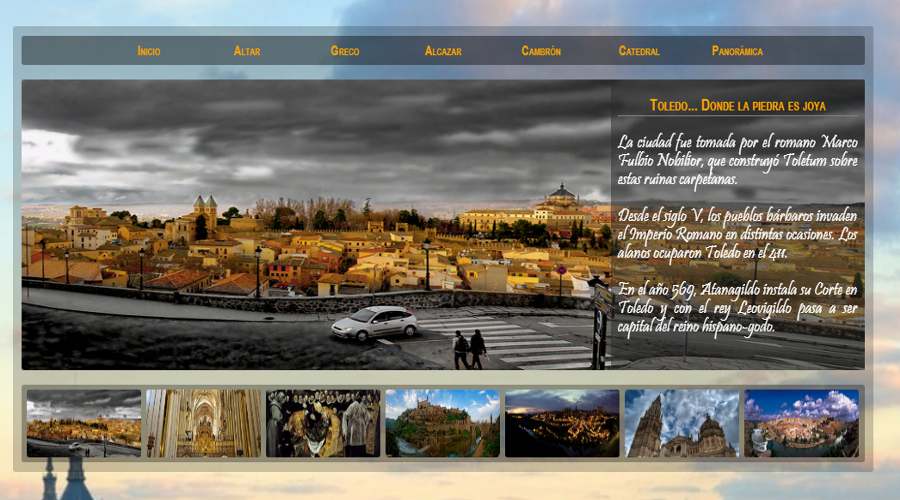 Inicio Altar Greco Alcazar Cambrón Catedral Panorámica
Toledo... Donde la piedra es joya
La ciudad fue tomada por el romano Marco
Fulbio Nobilior, que construyó Toletum sobre
estas ruinas carpetanas.
Desde el siglo V, los pueblos bárbaros invaden
el Imperio Romano en distintas ocasiones. Los
alanos ocuparon Toledo en el 411.
En el año 569, Atanagildo instala su Corte en
Toledo y con el rey Leovigildo pasa a ser
capital del reino hispano-godo.